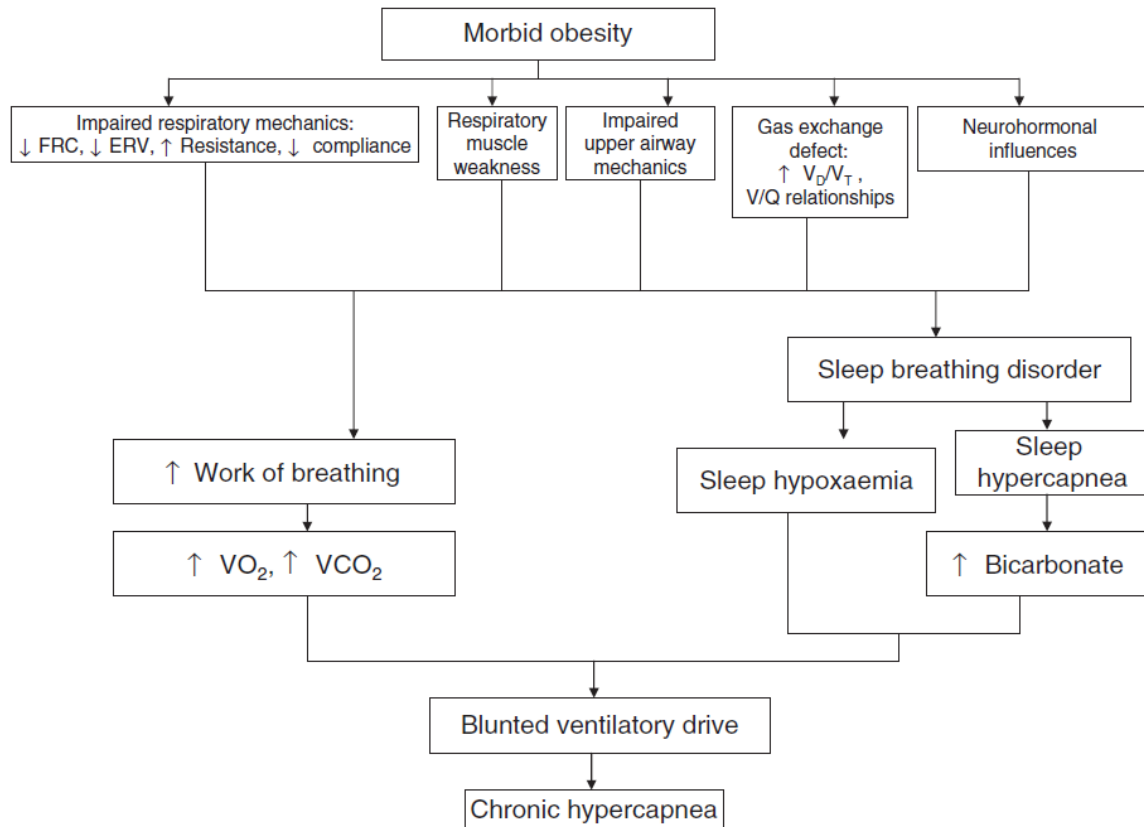 Morbid obesity
Impaired respiratory mechanics:
↓ FRC, ↓ ERV, ↑ Resistance, ↓ compliance
Respiratory
muscle
weakness
Impaired
upper airway
mechanics
Gas exchange
defect:
↑ V_D/V_T ,
V/Q relationships
Neurohormonal
influences
Sleep breathing disorder
↑ Work of breathing
Sleep hypoxaemia
Sleep
hypercapnea
↑ VO₂, ↑ VCO₂
↑ Bicarbonate
Blunted ventilatory drive
Chronic hypercapnea